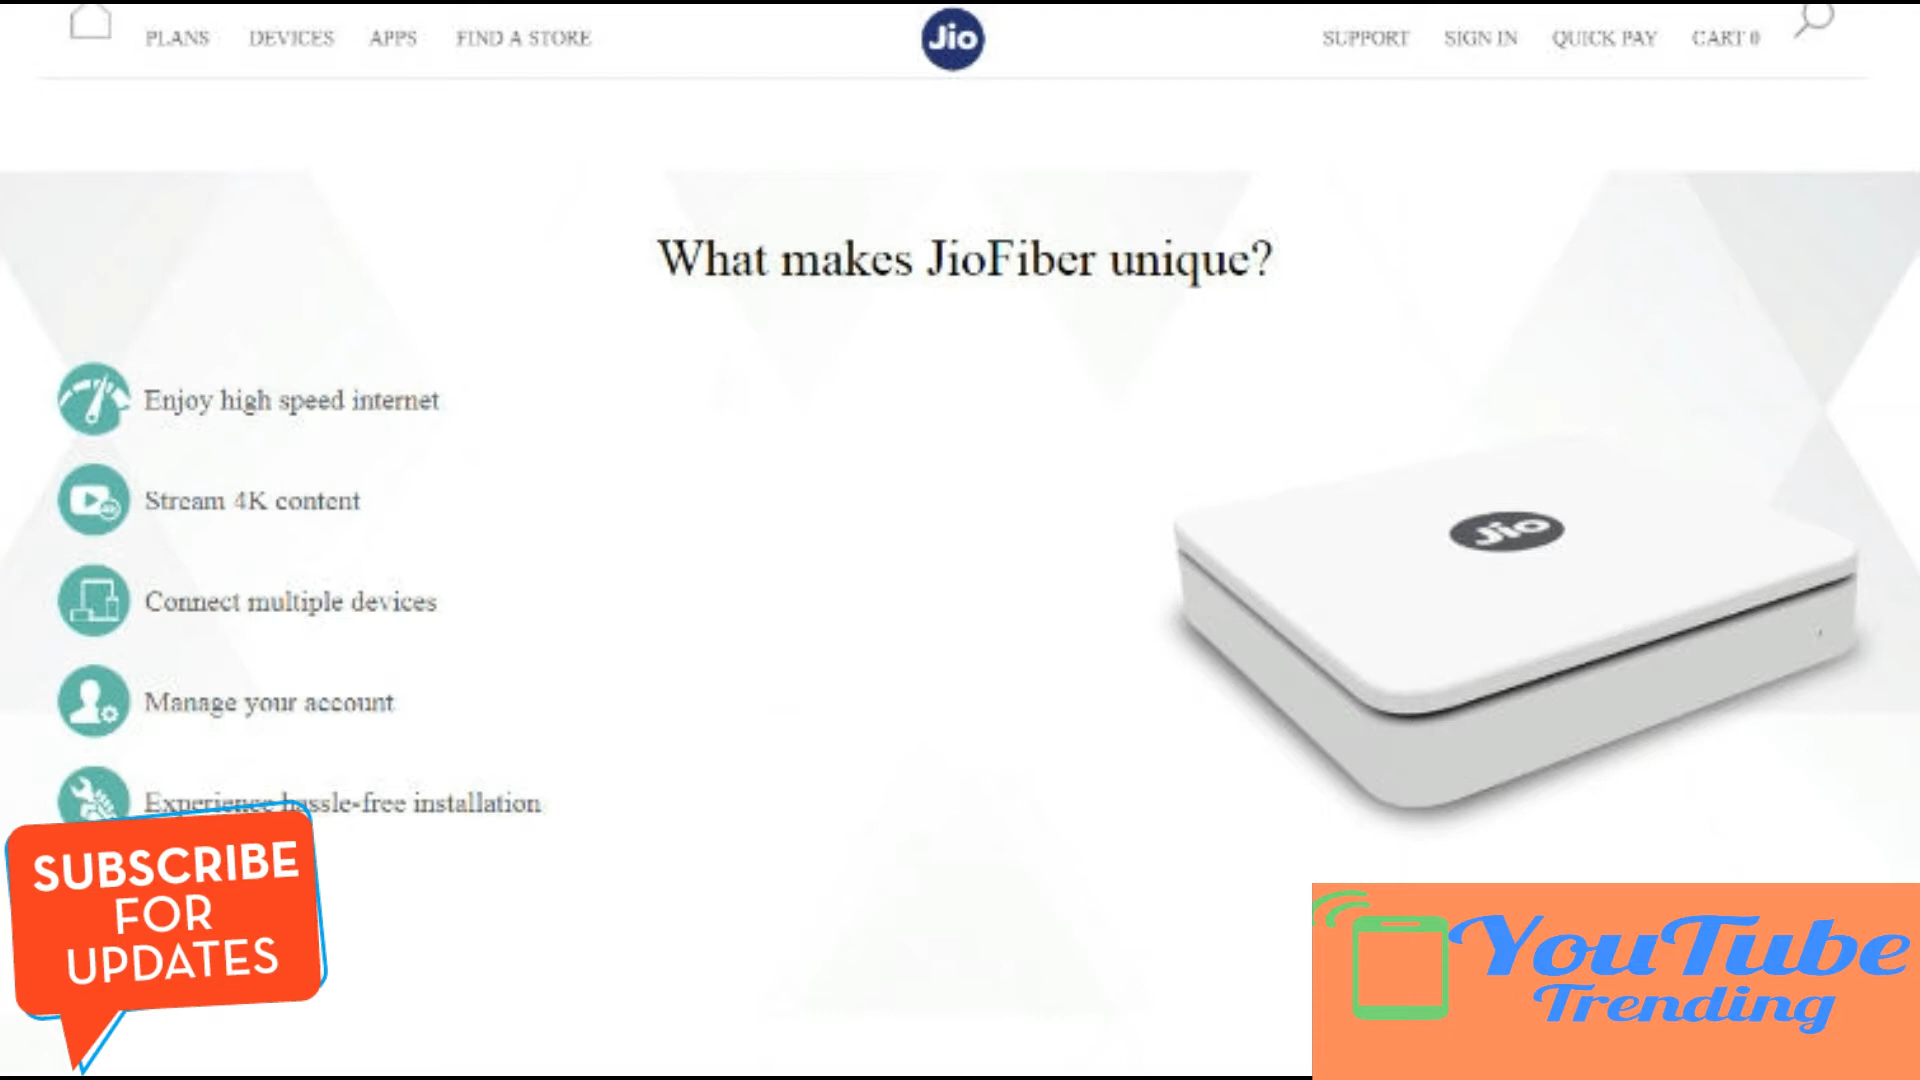 PLANS DEVICES APPS FIND A STORE Jio SUPPORT SIGN IN QUICK PAY CART 0
What makes JioFiber unique?
Enjoy high speed internet
Stream 4K content
Jio
Connect multiple devices
Manage your account
Experience hassle-free installation
SUBSCRIBE
FOR
UPDATES
YouTube
Trending